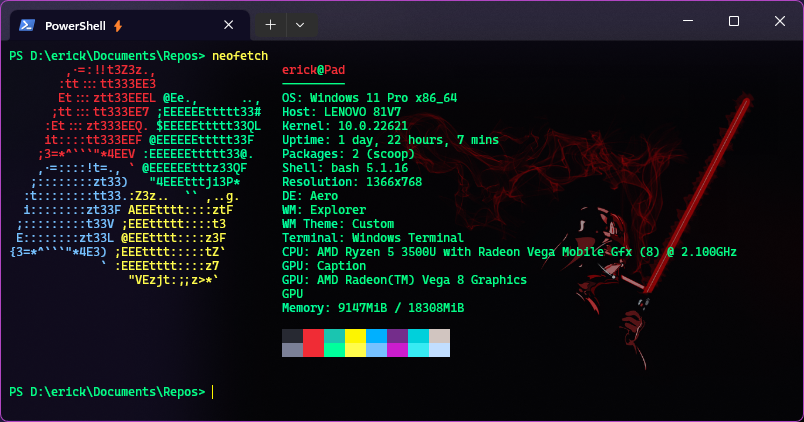 PowerShell
PS D:\erick\Documents\Repos> neofetch
,.=:!!t3Z3z., erick@Pad
:tt:::tt333EE3 ---------
Et:::ztt33EEEL @Ee., .., OS: Windows 11 Pro x86_64
;tt:::tt333EE7 ;EEEEEEttttt33# Host: LENOVO 81V7
:Et:::zt333EEQ. $EEEEEttttt33QL Kernel: 10.0.22621
it::::tt333EEF @EEEEEEttttt33F Uptime: 1 day, 22 hours, 7 mins
;3=*^```"*4EEV :EEEEEEttttt33@. Packages: 2 (scoop)
,.=::::!t=., ` @EEEEEEtttz33QF Shell: bash 5.1.16
;::::::::zt33) "4EEEtttji3P* Resolution: 1366x768
:t::::::::tt33.:Z3z.. `` ,..g. DE: Aero
i::::::::zt33F AEEEtttt::::ztF WM: Explorer
;:::::::::t33V ;EEEttttt::::t3 WM Theme: Custom
E::::::::zt33L @EEEtttt::::z3F Terminal: Windows Terminal
{3=*^```"*4E3) ;EEEtttt:::::tZ` CPU: AMD Ryzen 5 3500U with Radeon Vega Mobile Gfx (8) @ 2.100GHz
` :EEEEtttt::::z7 GPU: Caption
"VEzjt:;;z>*` GPU: AMD Radeon(TM) Vega 8 Graphics
GPU
Memory: 9147MiB / 18308MiB
PS D:\erick\Documents\Repos>